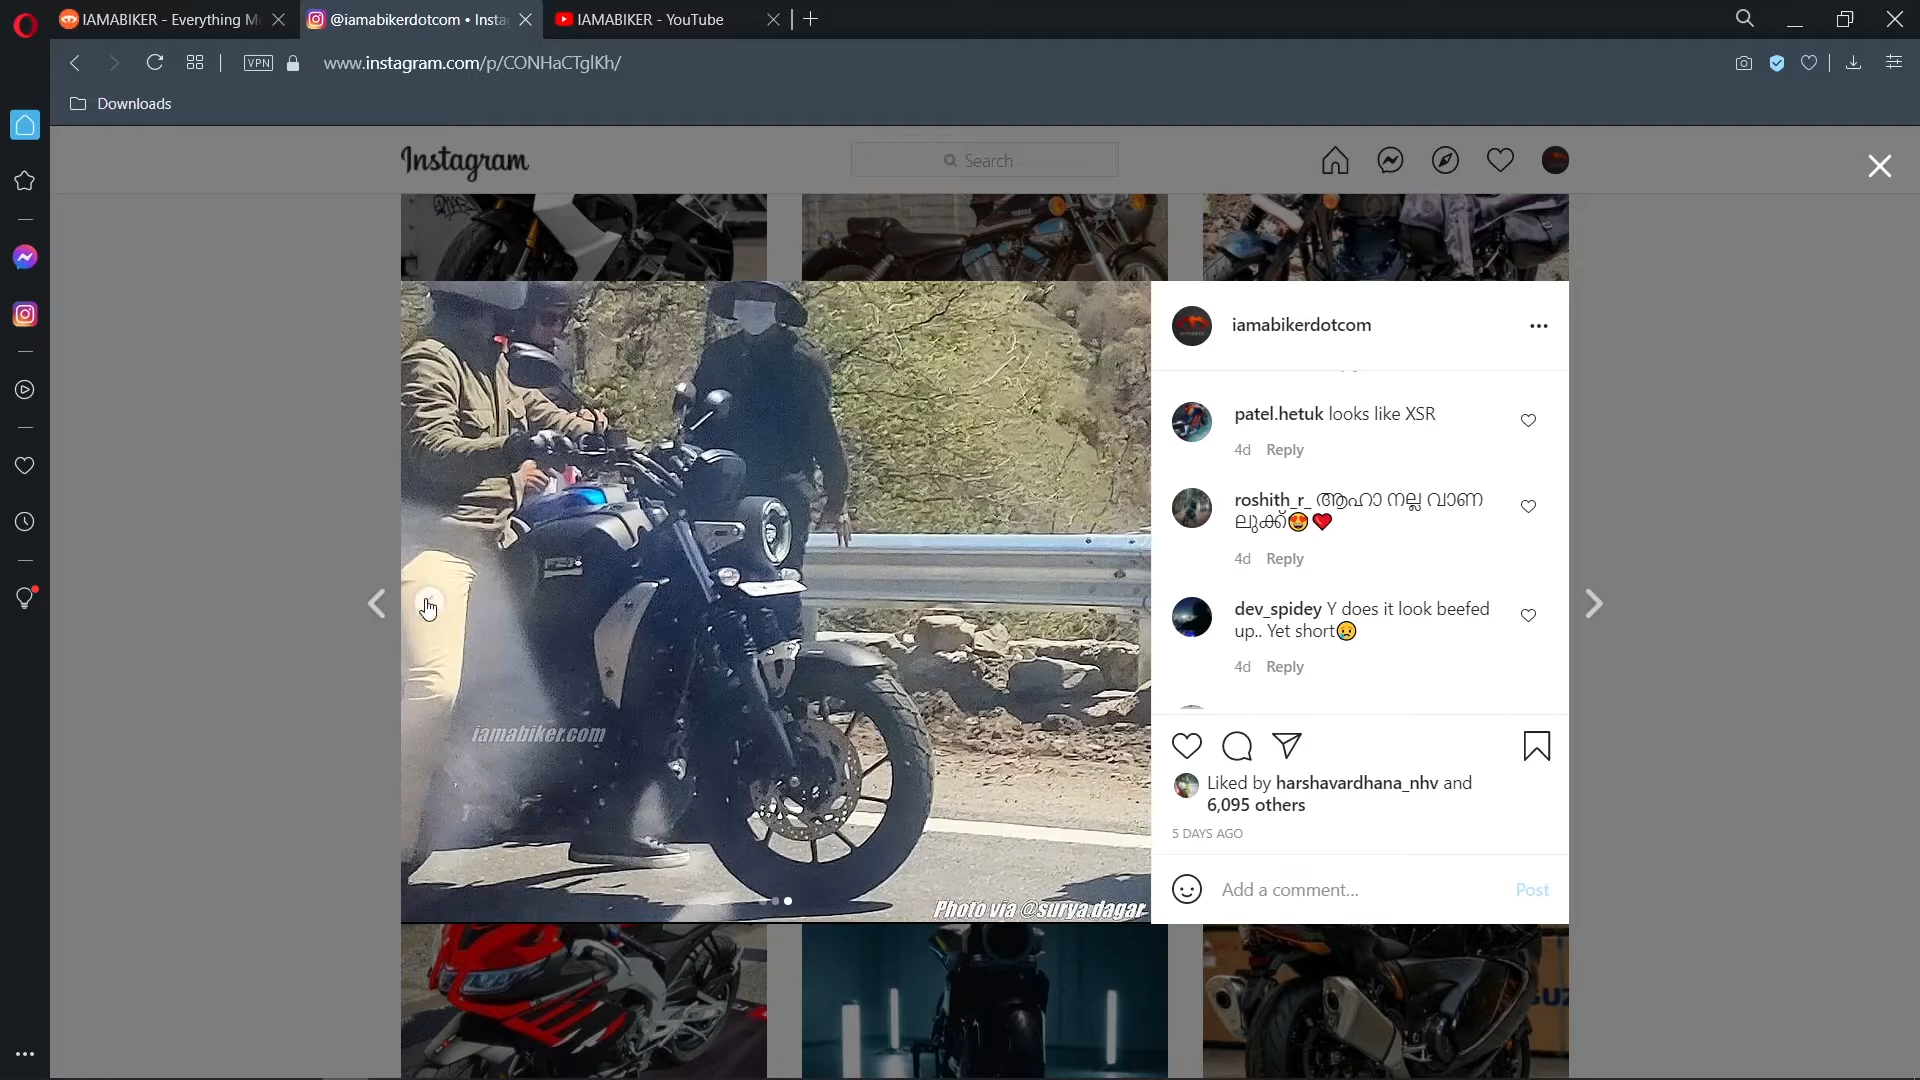 IAMABIKER - Everything M
@iamabikerdotcom • Insta
IAMABIKER - YouTube
VPN
www.instagram.com/p/CONHaCTglKh/
Downloads
Instagram
Search
iamabikerdotcom
patel.hetuk looks like XSR
4d Reply
roshith_r_ ആഹാ നല്ല വാണ
ലുക്ക്😍❤️
4d Reply
dev_spidey Y does it look beefed
up.. Yet short😥
4d Reply
iamabiker.com
Photo via @surya.dagar
Liked by harshavardhana_nhv and
6,095 others
5 DAYS AGO
Add a comment...
Post